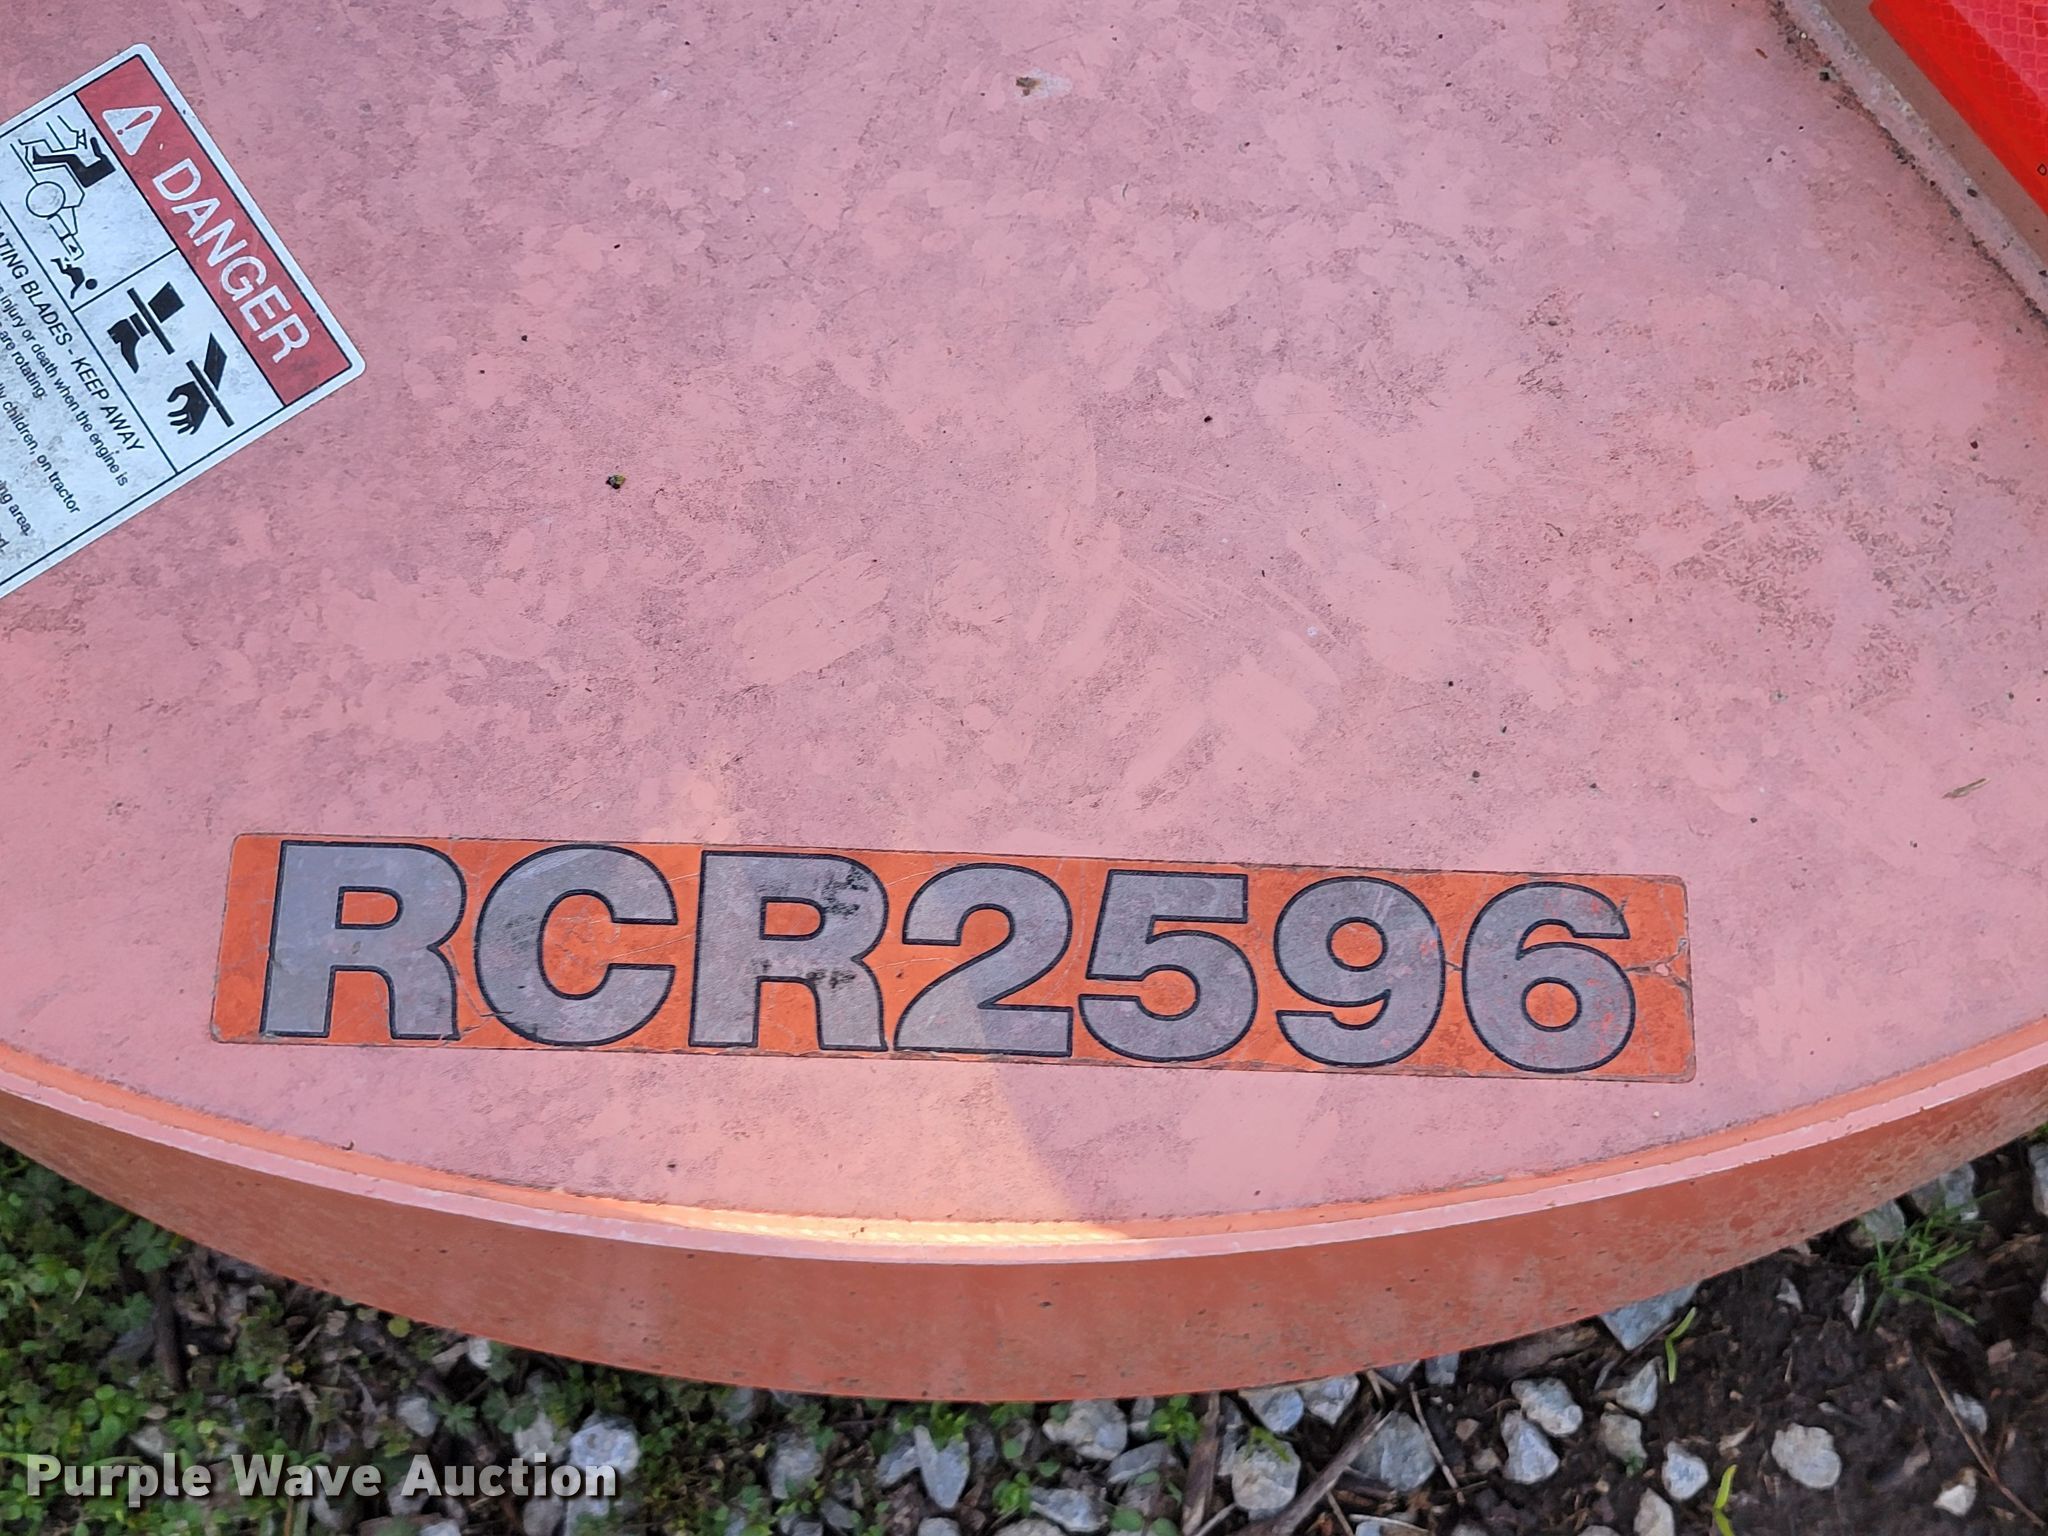 DANGER
ATING BLADES - KEEP AWAY
injury or death when the engine is
are rotating:
children, on tractor
area
RCR2596
Purple Wave Auction